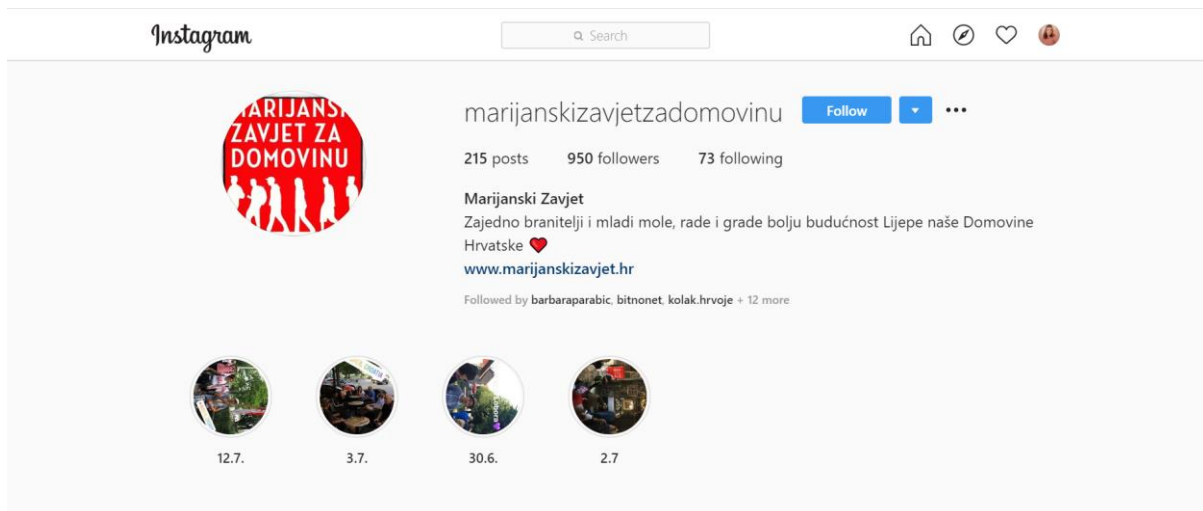 Instagram
Search
MARIJANSKI
ZAVJET ZA
DOMOVINU
marijanskizavjetzadomovinu Follow
215 posts 950 followers 73 following
Marijanski Zavjet
Zajedno branitelji i mladi mole, rade i grade bolju budućnost Lijepe naše Domovine
Hrvatske ❤️
www.marijanskizavjet.hr
Followed by barbaraparabic, bitnonet, kolak.hrvoje + 12 more
12.7. 3.7. 30.6. 2.7